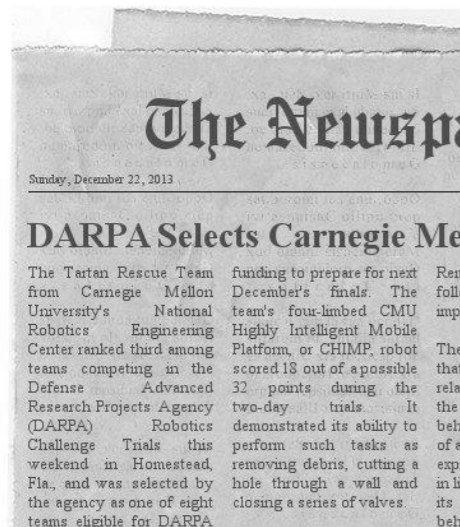 The Newspa
Sunday, December 22, 2013
DARPA Selects Carnegie Me
The Tartan Rescue Team
from Carnegie Mellon
University's National
Robotics Engineering
Center ranked third among
teams competing in the
Defense Advanced
Research Projects Agency
(DARPA) Robotics
Challenge Trials this
weekend in Homestead,
Fla., and was selected by
the agency as one of eight
teams eligible for DARPA
funding to prepare for next
December's finals. The
team's four-limbed CMU
Highly Intelligent Mobile
Platform, or CHIMP, robot
scored 18 out of a possible
32 points during the
two-day trials. It
demonstrated its ability to
perform such tasks as
removing debris, cutting a
hole through a wall and
closing a series of valves.
Ren
follo
imp
The
that
rela
the
beh
of a
exp
in li
its
beh